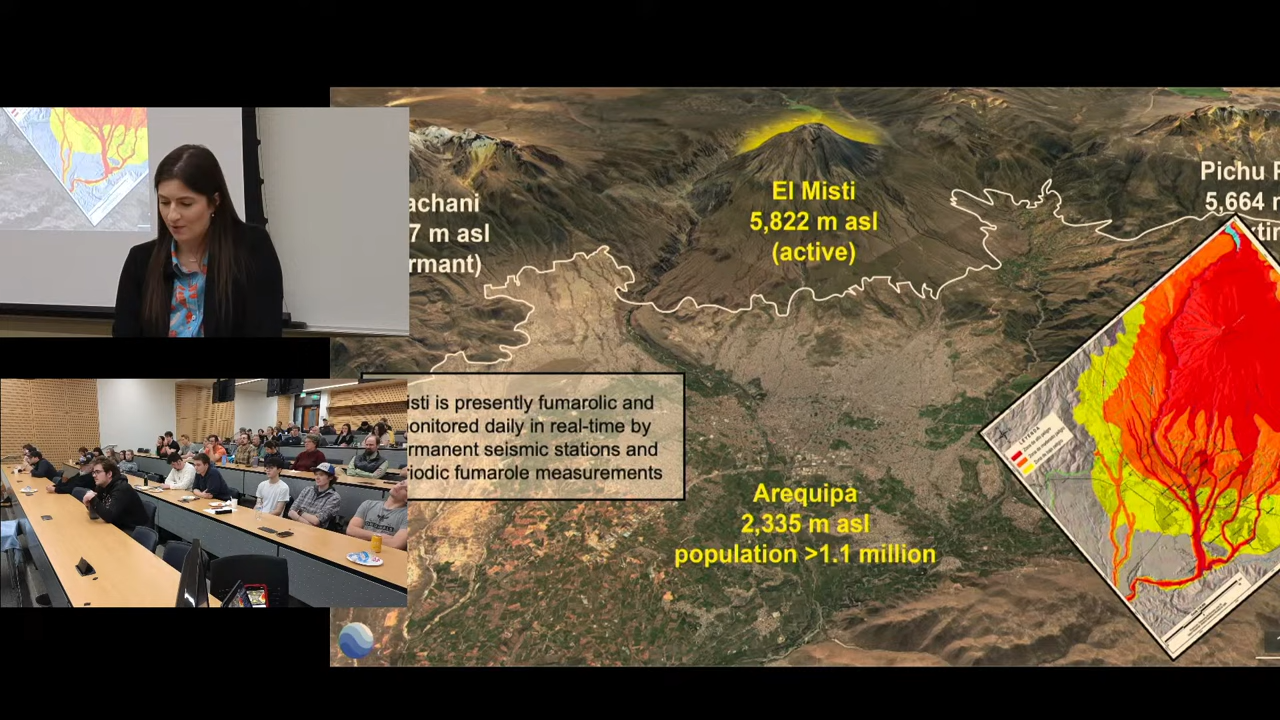 El Misti
5,822 m asl
(active)
achani
7 m asl
rmant)
Pichu
5,664
isti is presently fumarolic and
onitored daily in real-time by
rmanent seismic stations and
riodic fumarole measurements
Arequipa
2,335 m asl
population >1.1 million
LEYENDA